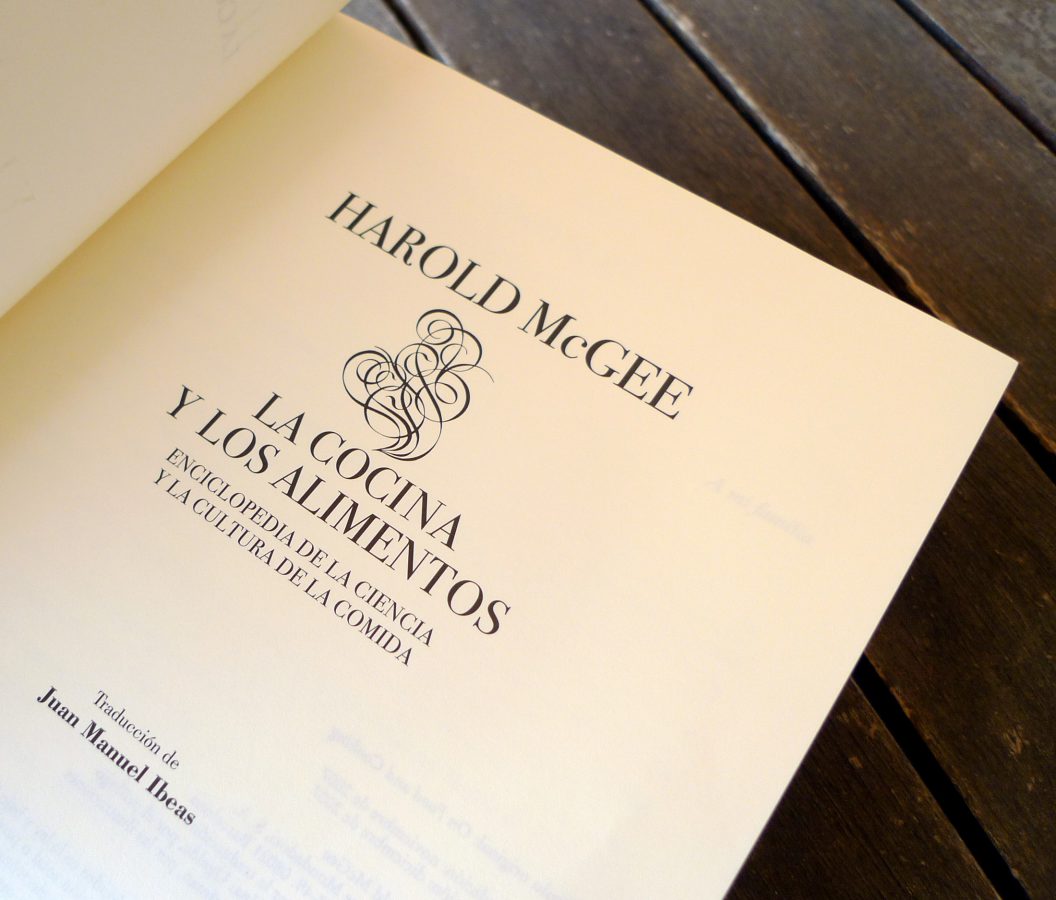 HAROLD McGEE
LA COCINA
Y LOS ALIMENTOS
ENCICLOPEDIA DE LA CIENCIA
Y LA CULTURA DE LA COMIDA
Traducción de
Juan Manuel Ibeas